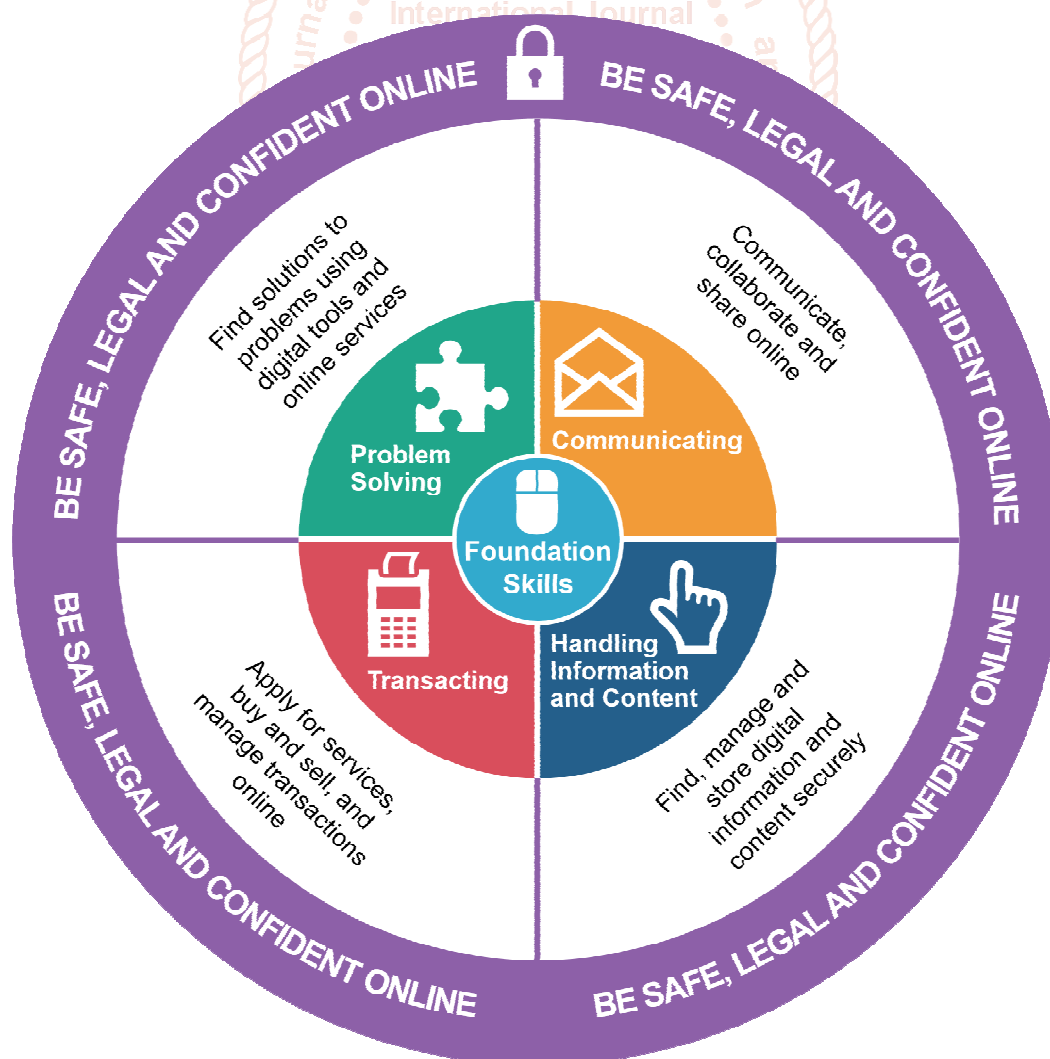 International Journal
BE SAFE, LEGAL AND CONFIDENT ONLINE
BE SAFE, LEGAL AND CONFIDENT ONLINE
Find solutions to
problems using
digital tools and
online services
Communicate,
collaborate and
share online
Problem
Solving
Communicating
Foundation
Skills
Transacting
Handling
Information
and Content
Apply for services,
buy and sell, and
manage transactions
online
Find, manage and
store digital
information and
content securely
BE SAFE, LEGAL AND CONFIDENT ONLINE
BE SAFE, LEGAL AND CONFIDENT ONLINE